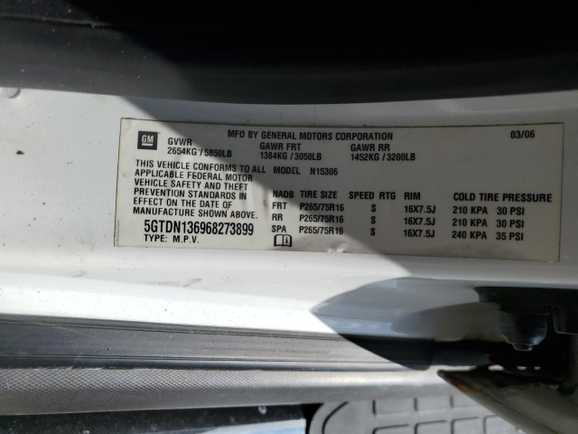 MFD BY GENERAL MOTORS CORPORATION 03/06
GM
GVWR GAWR FRT GAWR RR
2654KG / 5850LB 1384KG / 3050LB 1452KG / 3200LB
THIS VEHICLE CONFORMS TO ALL MODEL N15306
APPLICABLE FEDERAL MOTOR
VEHICLE SAFETY AND THEFT
PREVENTION STANDARDS
IN EFFECT ON THE DATE OF
MANUFACTURE SHOWN ABOVE.
NADB TIRE SIZE SPEED RTG RIM COLD TIRE PRESSURE
FRT P265/75R16 S 16X7.5J 210 KPA 30 PSI
RR P265/75R16 S 16X7.5J 210 KPA 30 PSI
SPA P265/75R16 S 16X7.5J 240 KPA 35 PSI
5GTDN136968273899
TYPE: M.P.V.